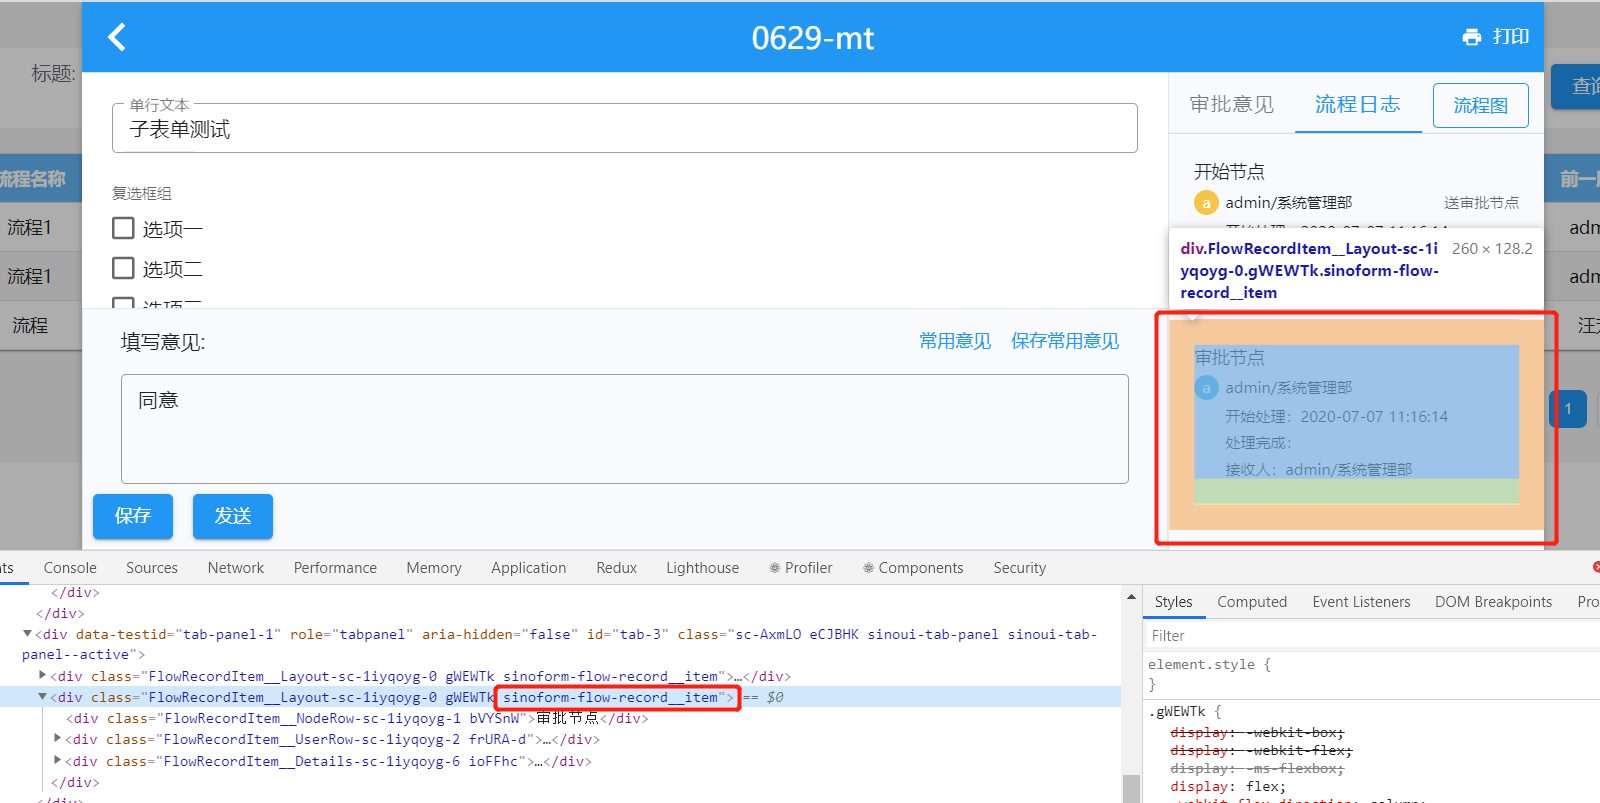 0629-mt
打印
标题:
查询
单行文本
子表单测试
审批意见 流程日志 流程图
流程名称
流程1
流程1
流程
复选框组
选项一
选项二
开始节点
a admin/系统管理部 送审批节点
div.FlowRecordItem__Layout-sc-1i 260 × 128.2
yqoyg-0.gWEWTk.sinoform-flow-
record__item
前一
adm
adm
1
填写意见:
常用意见 保存常用意见
同意
保存 发送
审批节点
a admin/系统管理部
开始处理：2020-07-07 11:16:14
处理完成：
接收人：admin/系统管理部
nts Console Sources Network Performance Memory Application Redux Lighthouse Profiler Components Security
</div>
</div>
<div data-testid="tab-panel-1" role="tabpanel" aria-hidden="false" id="tab-3" class="sc-AxmLO eCJBHK sinoui-tab-panel sinoui-tab-
panel--active">
<div class="FlowRecordItem__Layout-sc-1iyqoyg-0 gWEWTk sinoform-flow-record__item">…</div>
<div class="FlowRecordItem__Layout-sc-1iyqoyg-0 gWEWTk sinoform-flow-record__item"> == $0
<div class="FlowRecordItem__NodeRow-sc-1iyqoyg-1 bVYSnW">审批节点</div>
<div class="FlowRecordItem__UserRow-sc-1iyqoyg-2 frURA-d">…</div>
<div class="FlowRecordItem__Details-sc-1iyqoyg-6 ioFFhc">…</div>
</div>
Styles Computed Event Listeners DOM Breakpoints Pro
Filter
element.style {
}
.gWEWTk {
display: -webkit-box;
display: -webkit-flex;
display: -ms-flexbox;
display: flex;